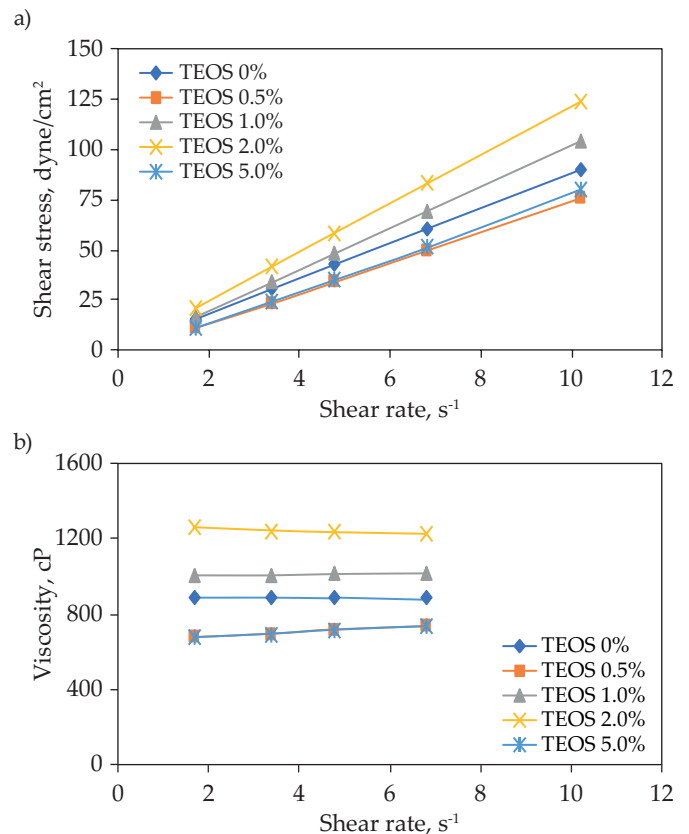 a)
150
125
100
75
50
25
0
Shear stress, dyne/cm²
TEOS 0%
TEOS 0.5%
TEOS 1.0%
TEOS 2.0%
TEOS 5.0%
0 2 4 6 8 10 12
Shear rate, s⁻¹
b)
1600
1200
800
400
0
Viscosity, cP
TEOS 0%
TEOS 0.5%
TEOS 1.0%
TEOS 2.0%
TEOS 5.0%
0 2 4 6 8 10 12
Shear rate, s⁻¹